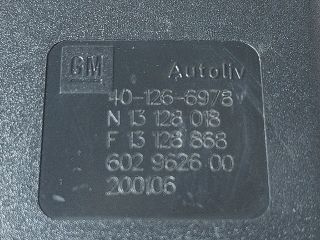 GM Autoliv
40-126-6978
N 13 128 018
F 13 128 868
602 9626 00
200106